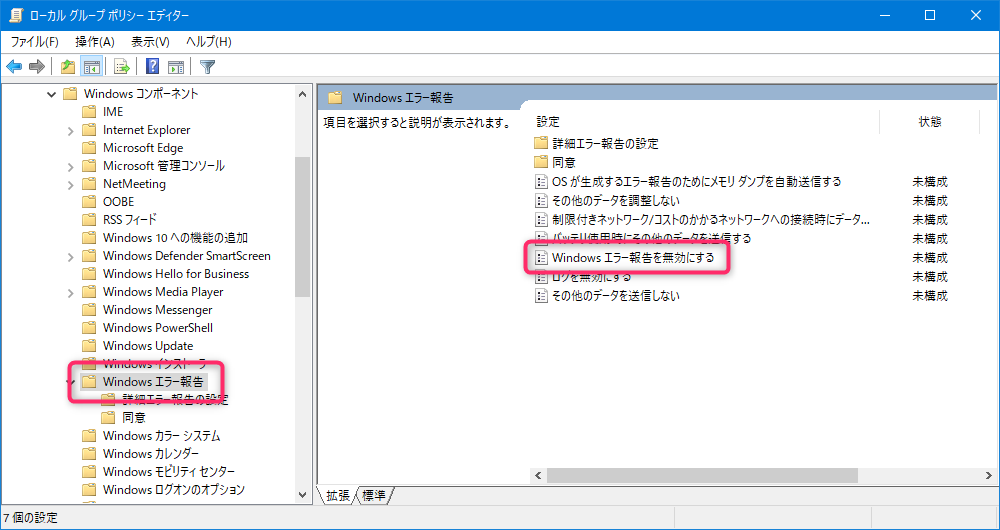 ローカル グループ ポリシー エディター
ファイル(F) 操作(A) 表示(V) ヘルプ(H)
Windows コンポーネント
IME
Internet Explorer
Microsoft Edge
Microsoft 管理コンソール
NetMeeting
OOBE
RSS フィード
Windows 10 への機能の追加
Windows Defender SmartScreen
Windows Hello for Business
Windows Media Player
Windows Messenger
Windows PowerShell
Windows Update
Windows インストーラ
Windows エラー報告
詳細エラー報告の設定
同意
Windows カラー システム
Windows カレンダー
Windows モビリティ センター
Windows ログオンのオプション
Windows エラー報告
項目を選択すると説明が表示されます。
設定 状態
詳細エラー報告の設定
同意
OS が生成するエラー報告のためにメモリ ダンプを自動送信する 未構成
その他のデータを調整しない 未構成
制限付きネットワーク/コストのかかるネットワークへの接続時にデータ... 未構成
バッテリ使用時にその他のデータを送信する 未構成
Windows エラー報告を無効にする 未構成
ログを無効にする 未構成
その他のデータを送信しない 未構成
拡張 標準
7 個の設定